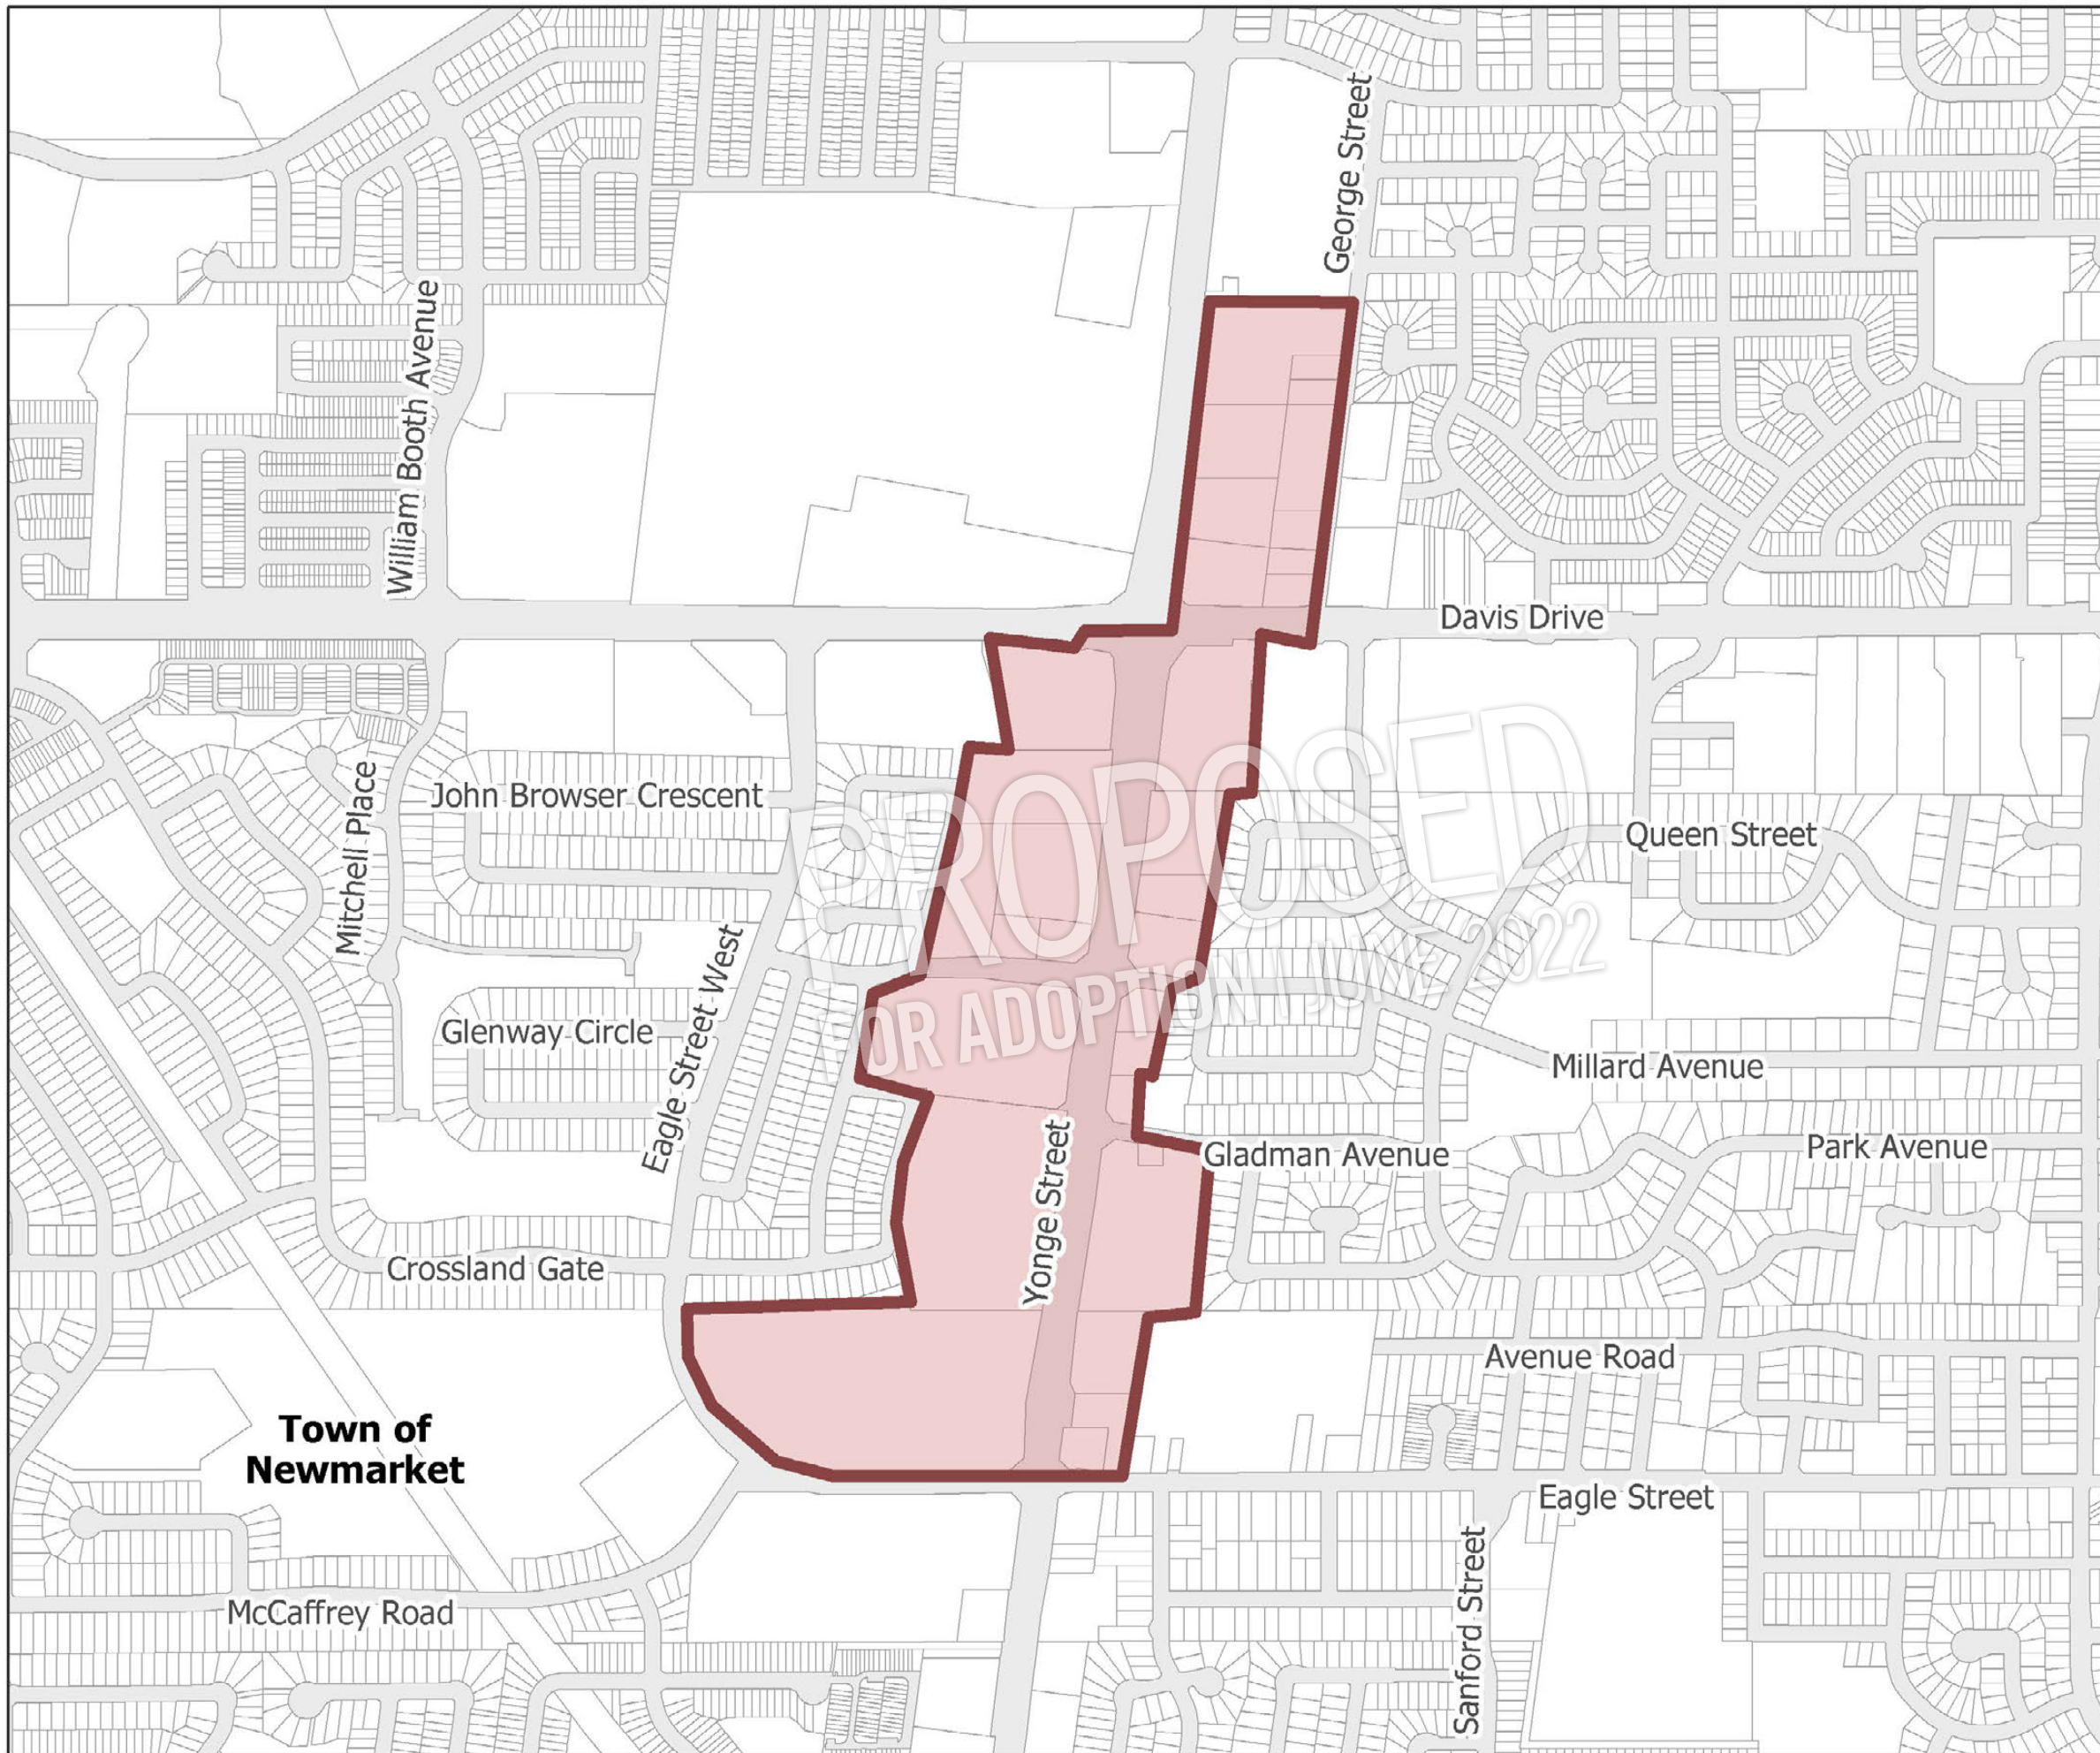 George Street
William Booth Avenue
Davis Drive
John Browser Crescent
Mitchell Place
Queen Street
PROPOSED
FOR ADOPTION | JUNE 2022
Eagle Street West
Glenway Circle
Millard Avenue
Gladman Avenue
Park Avenue
Yonge Street
Crossland Gate
Avenue Road
Town of
Newmarket
Eagle Street
Sanford Street
McCaffrey Road